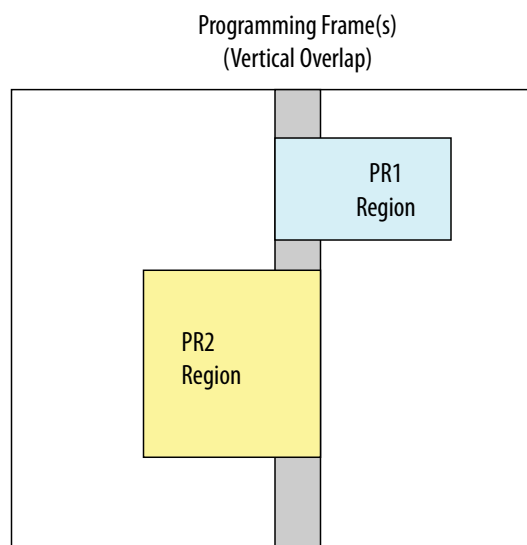 Programming Frame(s)
(Vertical Overlap)
PR1
Region
PR2
Region